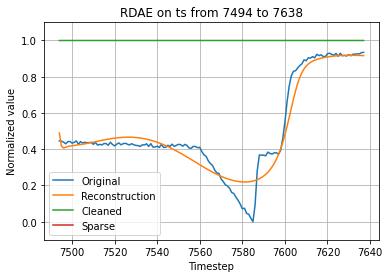 RDAE on ts from 7494 to 7638
Normalized value
1.0
0.8
0.6
0.4
0.2
0.0
Original
Reconstruction
Cleaned
Sparse
7500 7520 7540 7560 7580 7600 7620 7640
Timestep